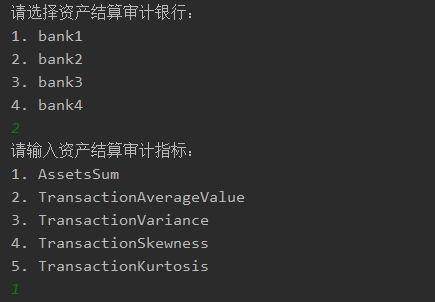 请选择资产结算审计银行:
1. bank1
2. bank2
3. bank3
4. bank4
2
请输入资产结算审计指标:
1. AssetsSum
2. TransactionAverageValue
3. TransactionVariance
4. TransactionSkewness
5. TransactionKurtosis
1